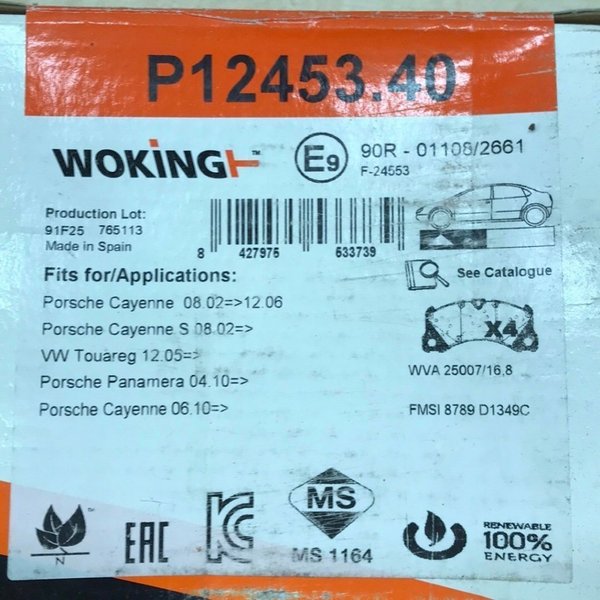 P12453.40
WOKING™
E9
90R - 01108/2661
F-24553
Production Lot:
91F25 765113
Made in Spain
8 427975 633739
See Catalogue
Fits for/Applications:
Porsche Cayenne 08.02=>12.06
Porsche Cayenne S 08.02=>
VW Touareg 12.05=>
Porsche Panamera 04.10=>
Porsche Cayenne 06.10=>
X4
WVA 25007/16,8
FMSI 8789 D1349C
N
EAC
KC
MS
MS 1164
RENEWABLE
100%
ENERGY